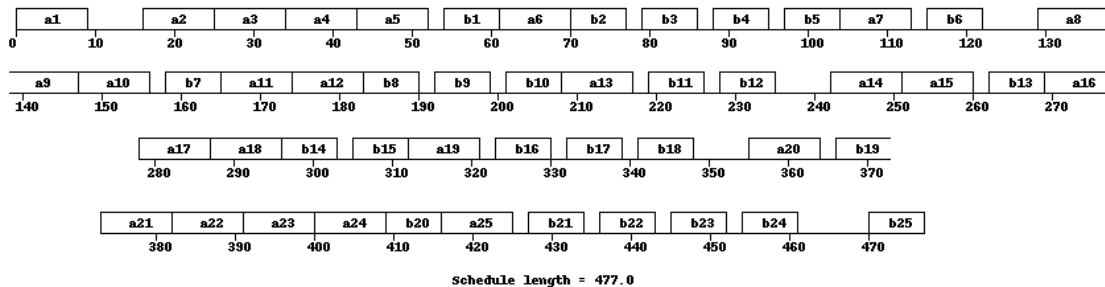 a1 a2 a3 a4 a5 b1 a6 b2 b3 b4 b5 a7 b6 a8
0 10 20 30 40 50 60 70 80 90 100 110 120 130
a9 a10 b7 a11 a12 b8 b9 b10 a13 b11 b12 a14 a15 b13 a16
140 150 160 170 180 190 200 210 220 230 240 250 260 270
a17 a18 b14 b15 a19 b16 b17 b18 a20 b19
280 290 300 310 320 330 340 350 360 370
a21 a22 a23 a24 b20 a25 b21 b22 b23 b24 b25
380 390 400 410 420 430 440 450 460 470
Schedule length = 477.0